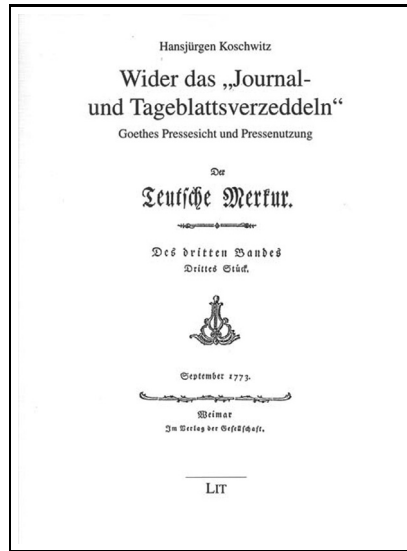 Hansjürgen Koschwitz
Wider das „Journal-
und Tageblattsverzeddeln“
Goethes Pressesicht und Pressenutzung
Der
Teutsche Merkur.
Des dritten Bandes
Drittes Stück.
September 1773.
Weimar
Im Verlag der Gesellschaft.
LIT